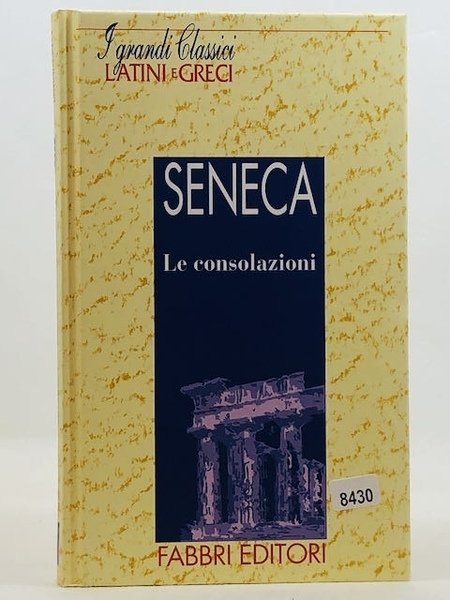 I grandi Classici
LATINI E GRECI
SENECA
Le consolazioni
8430
FABBRI EDITORI